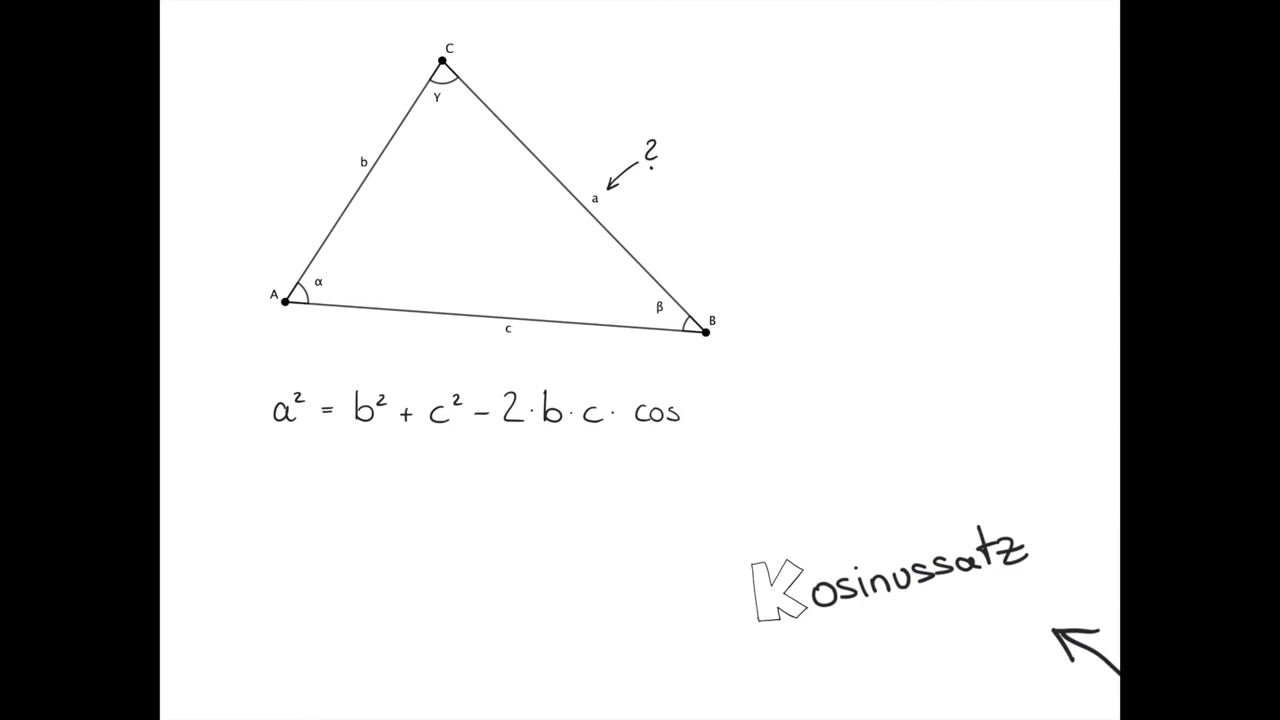 C
γ
b
?
a
α
A
β
B
c
a² = b² + c² - 2·b·c· cos
Kosinussatz